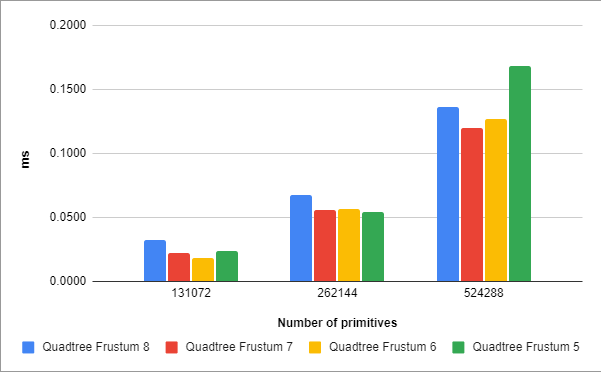 0.2000
0.1500
0.1000
0.0500
0.0000
ms
131072 262144 524288
Number of primitives
Quadtree Frustum 8 Quadtree Frustum 7 Quadtree Frustum 6 Quadtree Frustum 5